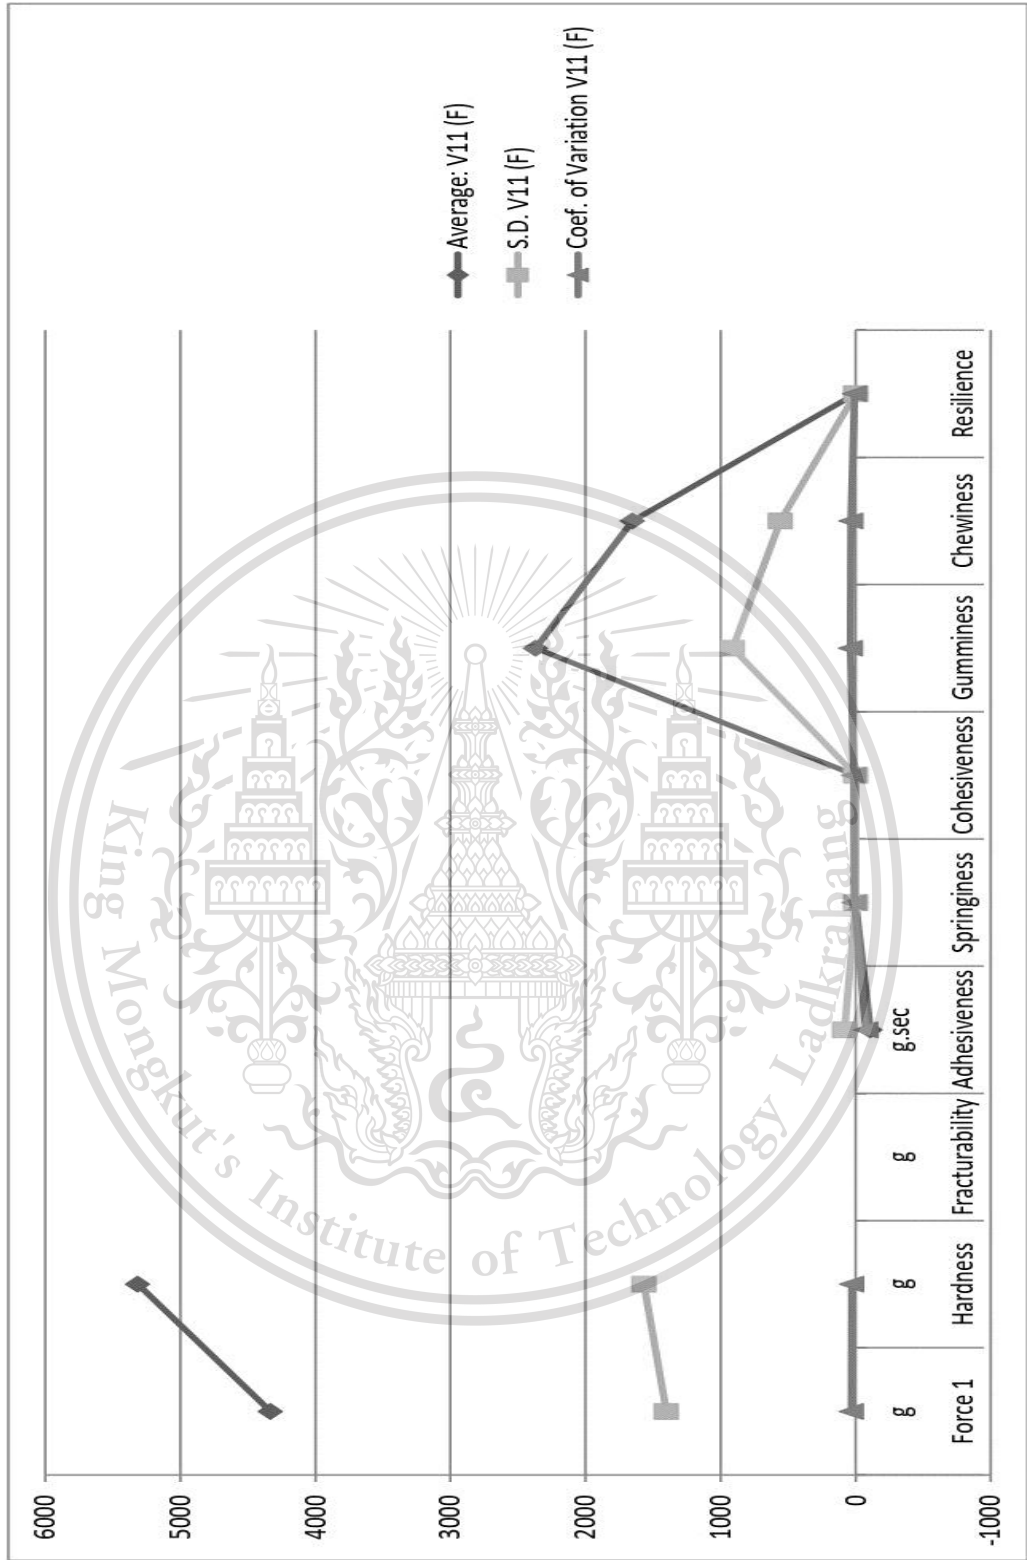 6000
5000
4000
3000
2000
1000
0
-1000
g g g g.sec
Force 1 Hardness Fracturability Adhesiveness Springiness Cohesiveness Gumminess Chewiness Resilience
Average: V11 (F)
S.D. V11 (F)
Coef. of Variation V11 (F)
King Mongkut's Institute of Technology Ladkrabang